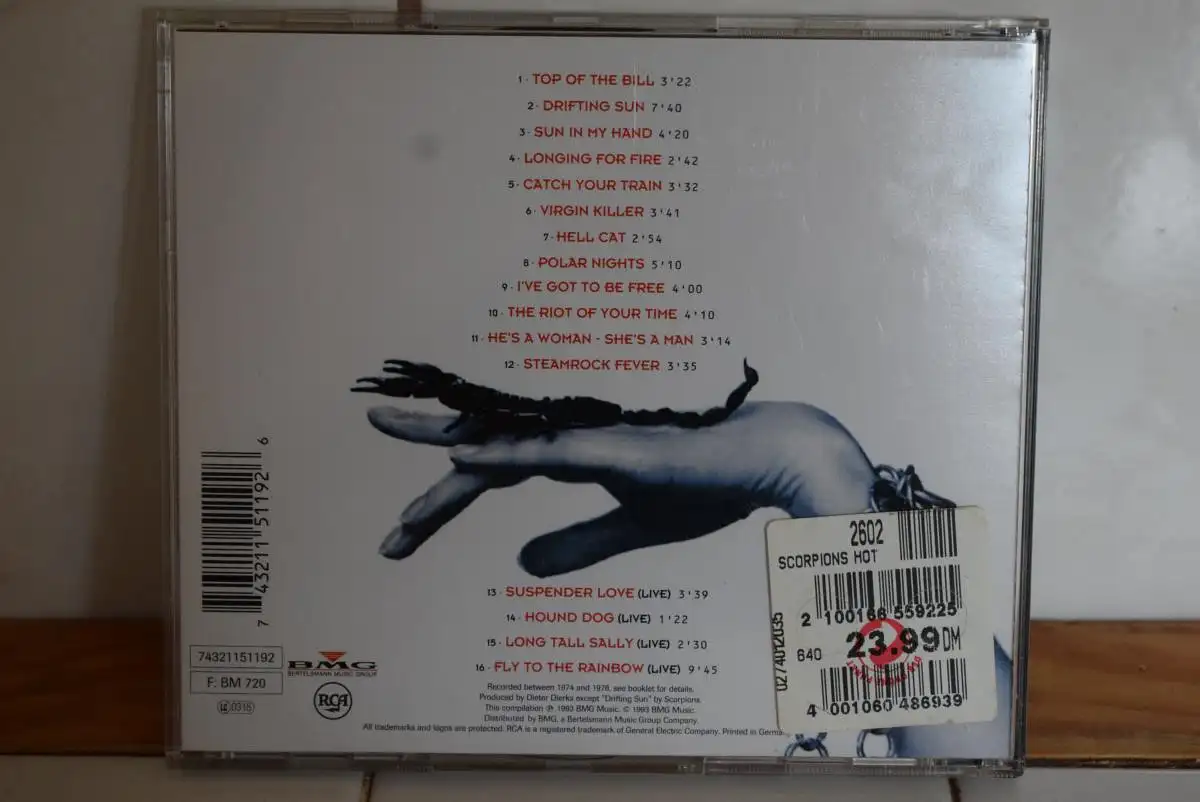 1 · TOP OF THE BILL 3'22
2 · DRIFTING SUN 7'40
3 · SUN IN MY HAND 4'20
4 · LONGING FOR FIRE 2'42
5 · CATCH YOUR TRAIN 3'32
6 · VIRGIN KILLER 3'41
7 · HELL CAT 2'54
8 · POLAR NIGHTS 5'10
9 · I'VE GOT TO BE FREE 4'00
10 · THE RIOT OF YOUR TIME 4'10
11 · HE'S A WOMAN - SHE'S A MAN 3'14
12 · STEAMROCK FEVER 3'35
13 · SUSPENDER LOVE (LIVE) 3'39
14 · HOUND DOG (LIVE) 1'22
15 · LONG TALL SALLY (LIVE) 2'30
16 · FLY TO THE RAINBOW (LIVE) 9'45
Recorded between 1974 and 1978, see booklet for details.
Produced by Dieter Dierks except "Drifting Sun" by Scorpions.
This compilation ℗ 1993 BMG Music. © 1993 BMG Music.
Distributed by BMG, a Bertelsmann Music Group Company.
All trademarks and logos are protected. RCA is a registered trademark of General Electric Company. Printed in Germa
7 43211 51192 6
74321151192
F: BM 720
LC 0316
BMG
BERTELSMANN MUSIC GROUP
RCA
2602
SCORPIONS HOT
2 100166 559225
640 23.99 DM
4 001060 486939
0274012035